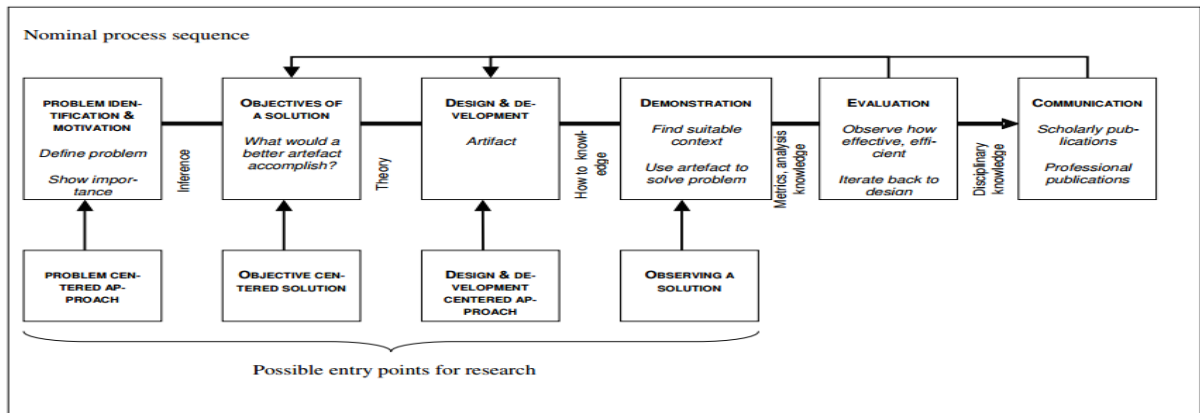 Nominal process sequence
PROBLEM IDEN-
TIFICATION &
MOTIVATION
Define problem
Show impor-
tance
Inference
OBJECTIVES OF
A SOLUTION
What would a
better artefact
accomplish?
Theory
DESIGN & DE-
VELOPMENT
Artifact
How to knowl-
edge
DEMONSTRATION
Find suitable
context
Use artefact to
solve problem
Metrics, analysis
knowledge
EVALUATION
Observe how
effective, effi-
cient
Iterate back to
design
Disciplinary
knowledge
COMMUNICATION
Scholarly pub-
lications
Professional
publications
PROBLEM CEN-
TERED AP-
PROACH
OBJECTIVE CEN-
TERED SOLUTION
DESIGN & DE-
VELOPMENT
CENTERED AP-
PROACH
OBSERVING A
SOLUTION
Possible entry points for research